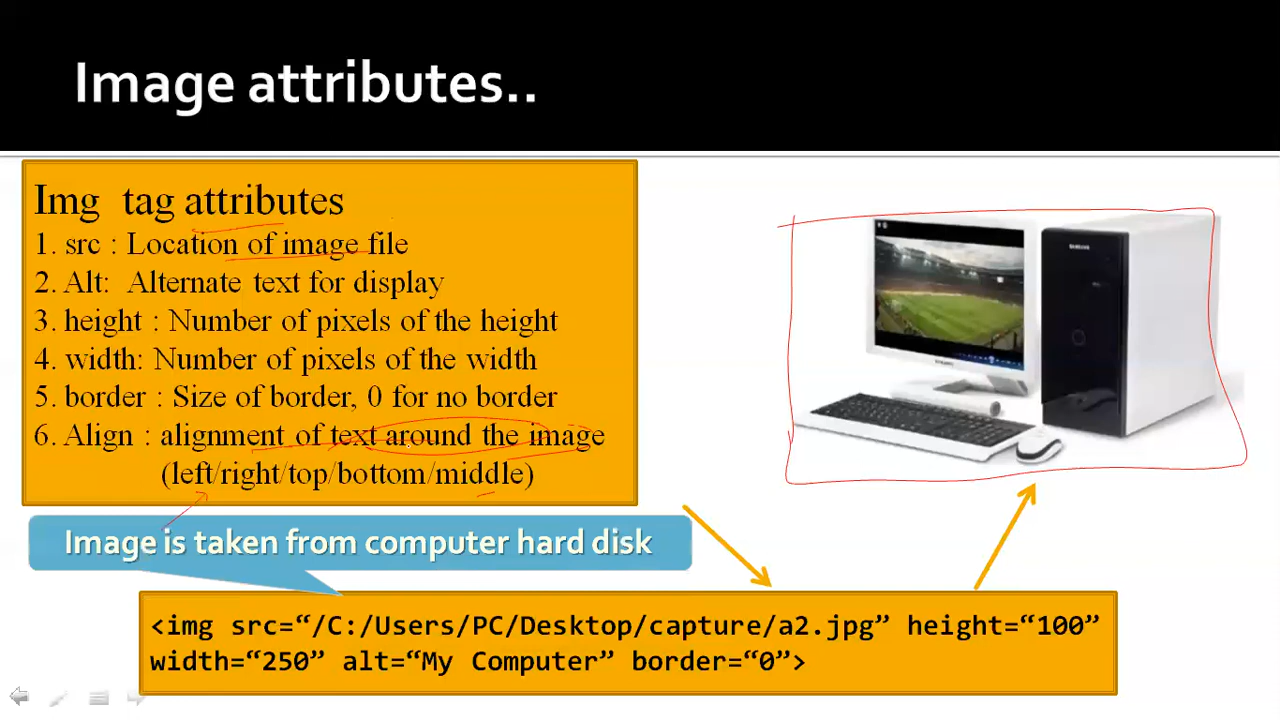 Image attributes..
Img tag attributes
1. src : Location of image file
2. Alt: Alternate text for display
3. height : Number of pixels of the height
4. width: Number of pixels of the width
5. border : Size of border, 0 for no border
6. Align : alignment of text around the image
(left/right/top/bottom/middle)
SAMSUNG
Image is taken from computer hard disk
<img src=“/C:/Users/PC/Desktop/capture/a2.jpg” height=“100”
width=“250” alt=“My Computer” border=“0”>